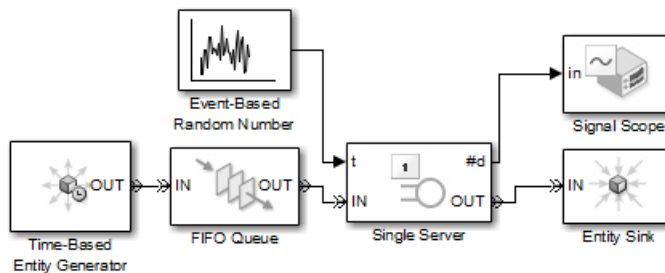 Event-Based
Random Number
in
Signal Scope
t
1
#d
IN
OUT
Single Server
OUT
Time-Based
Entity Generator
IN
OUT
FIFO Queue
IN
Entity Sink